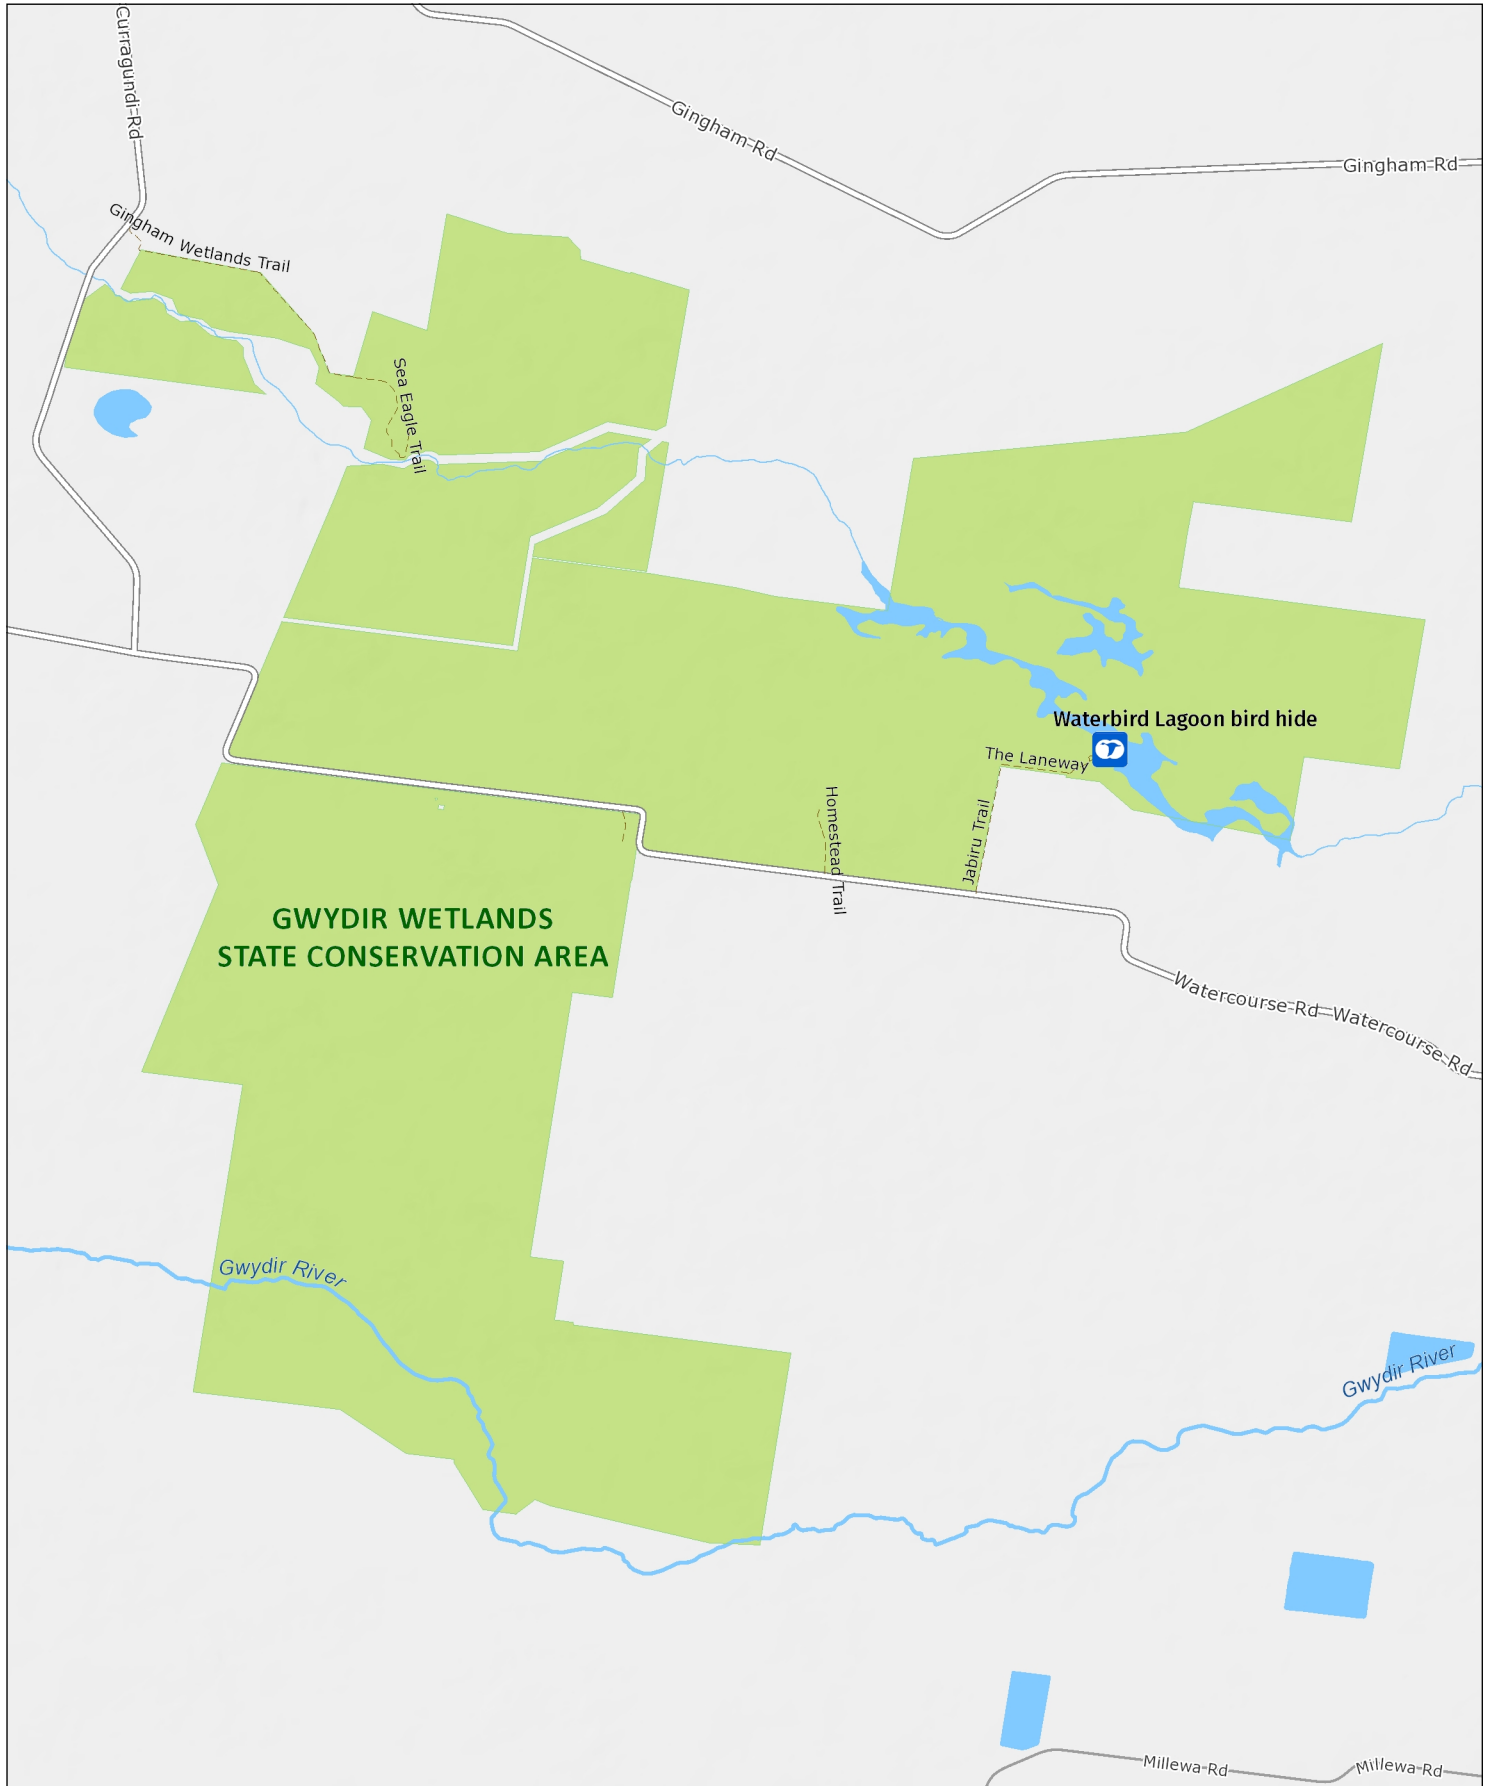 Curragundi Rd
Gingham Rd
Gingham Rd
Gingham Wetlands Trail
Sea Eagle Trail
Waterbird Lagoon bird hide
The Laneway
Jabiru Trail
Homestead Trail
GWYDIR WETLANDS
STATE CONSERVATION AREA
Watercourse Rd
Watercourse Rd
Gwydir River
Gwydir River
Millewa Rd
Millewa Rd